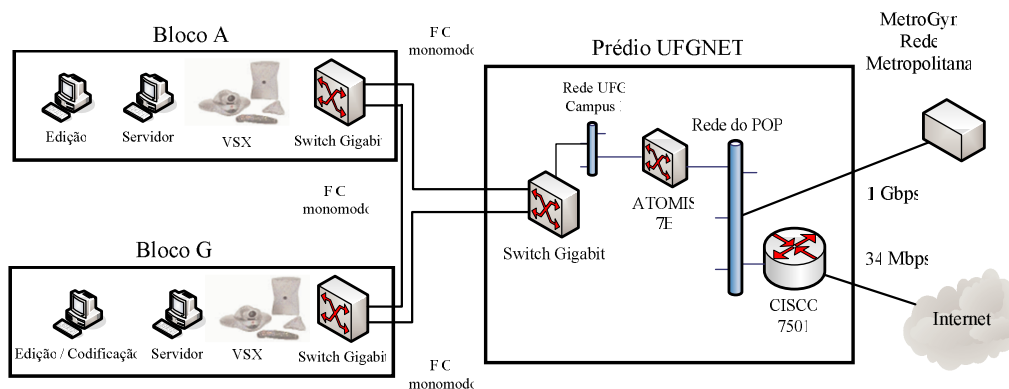 Bloco A
Edição
Servidor
VSX
Switch Gigabit
F C
monomodo
F C
monomodo
Bloco G
Edição / Codificação
Servidor
VSX
Switch Gigabit
F C
monomodo
Prédio UFGNET
Rede UFG
Campus
Switch Gigabit
ATOMIS
7E
Rede do POP
CISCO
7501
MetroGyn
Rede
Metropolitana
1 Gbps
34 Mbps
Internet